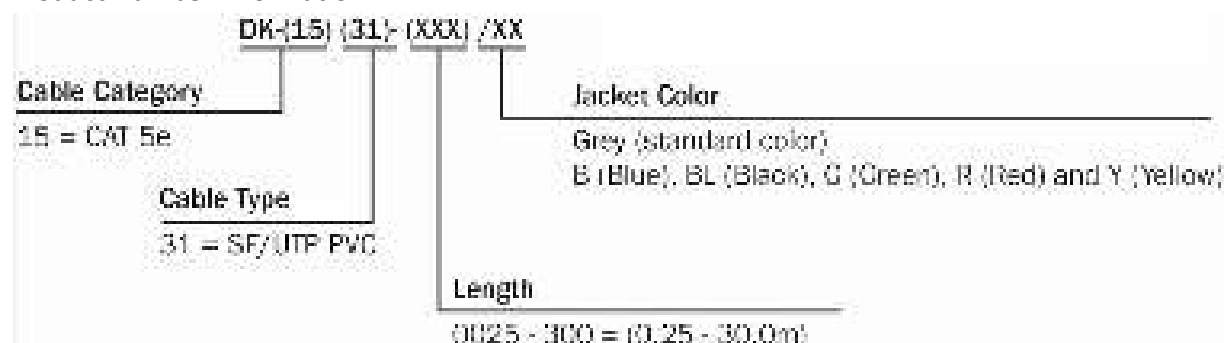 DK-(15) (31)- (XXX) /XX
Cable Category
15 = CAT 5e
Jacket Color
Grey (standard color)
B (Blue), BL (Black), G (Green), R (Red) and Y (Yellow)
Cable Type
31 = SF/UTP PVC
Length
0025 - 300 = (0.25 - 30.0m)